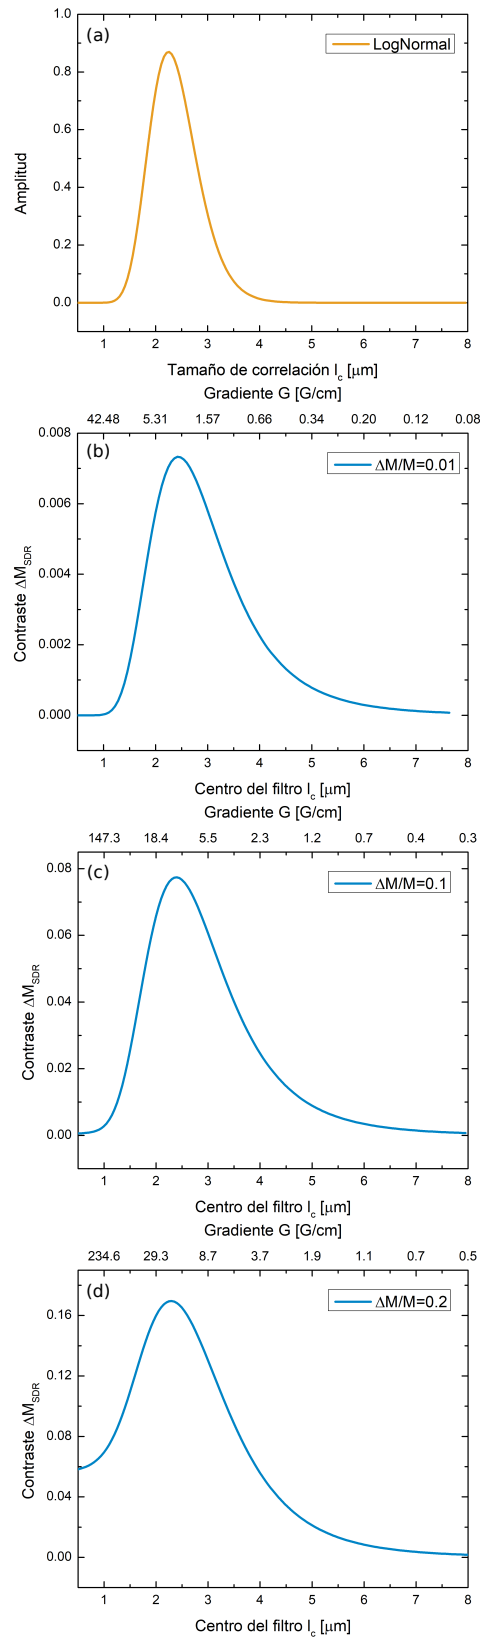 (a)
LogNormal
Amplitud
1.0
0.8
0.6
0.4
0.2
0.0
1 2 3 4 5 6 7 8
Tamaño de correlación l_c [μm]
Gradiente G [G/cm]
42.48 5.31 1.57 0.66 0.34 0.20 0.12 0.08
(b)
ΔM/M=0.01
Contraste ΔM_SDR
0.008
0.006
0.004
0.002
0.000
1 2 3 4 5 6 7 8
Centro del filtro l_c [μm]
Gradiente G [G/cm]
147.3 18.4 5.5 2.3 1.2 0.7 0.4 0.3
(c)
ΔM/M=0.1
Contraste ΔM_SDR
0.08
0.06
0.04
0.02
0.00
1 2 3 4 5 6 7 8
Centro del filtro l_c [μm]
Gradiente G [G/cm]
234.6 29.3 8.7 3.7 1.9 1.1 0.7 0.5
(d)
ΔM/M=0.2
Contraste ΔM_SDR
0.16
0.12
0.08
0.04
0.00
1 2 3 4 5 6 7 8
Centro del filtro l_c [μm]